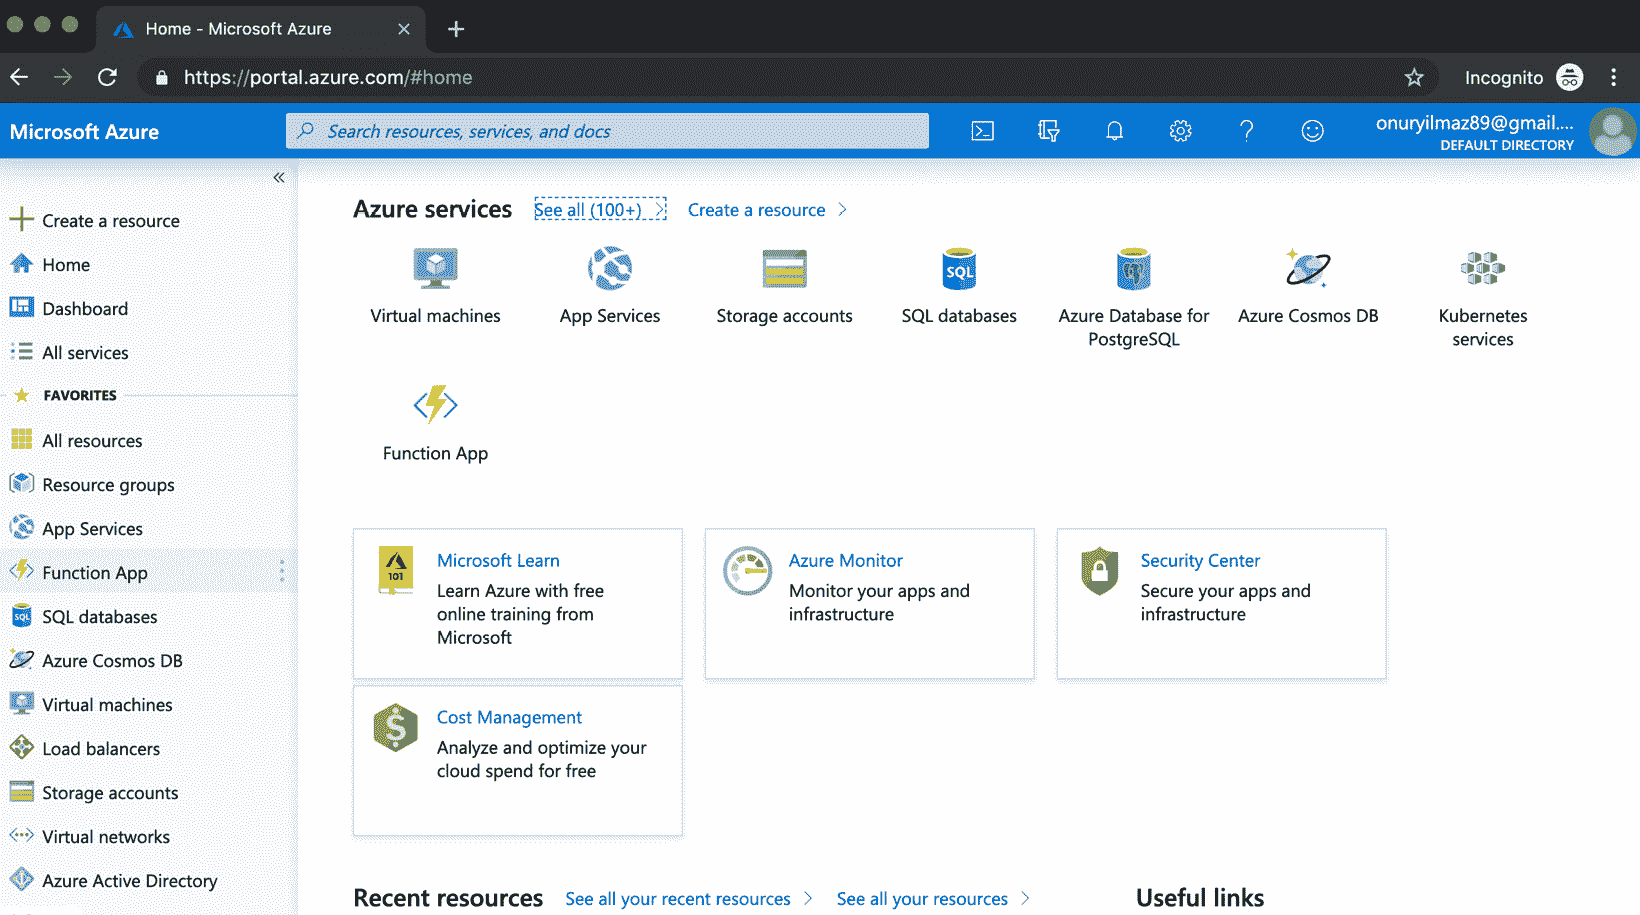 Home - Microsoft Azure
https://portal.azure.com/#home
Incognito
Microsoft Azure
Search resources, services, and docs
onuryilmaz89@gmail....
DEFAULT DIRECTORY
Create a resource
Home
Dashboard
All services
FAVORITES
All resources
Resource groups
App Services
Function App
SQL databases
Azure Cosmos DB
Virtual machines
Load balancers
Storage accounts
Virtual networks
Azure Active Directory
Azure services
See all (100+)
Create a resource
Virtual machines
App Services
Storage accounts
SQL
SQL databases
Azure Database for
PostgreSQL
Azure Cosmos DB
Kubernetes
services
Function App
101
Microsoft Learn
Learn Azure with free
online training from
Microsoft
Azure Monitor
Monitor your apps and
infrastructure
Security Center
Secure your apps and
infrastructure
$
Cost Management
Analyze and optimize your
cloud spend for free
Recent resources
See all your recent resources
See all your resources
Useful links